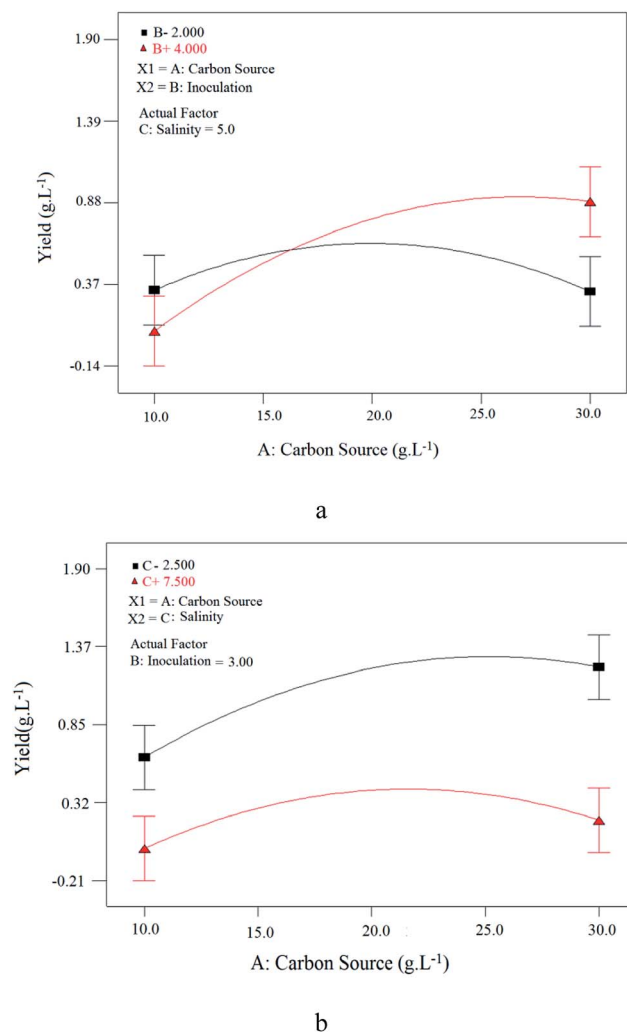 1.90
B- 2.000
B+ 4.000
X1 = A: Carbon Source
X2 = B: Inoculation
1.39
Actual Factor
C: Salinity = 5.0
0.88
Yield (g.L-1)
0.37
-0.14
10.0 15.0 20.0 25.0 30.0
A: Carbon Source (g.L-1)
a
1.90
C- 2.500
C+ 7.500
X1 = A: Carbon Source
X2 = C: Salinity
1.37
Actual Factor
B: Inoculation = 3.00
0.85
Yield(g.L-1)
0.32
-0.21
10.0 15.0 20.0 25.0 30.0
A: Carbon Source (g.L-1)
b